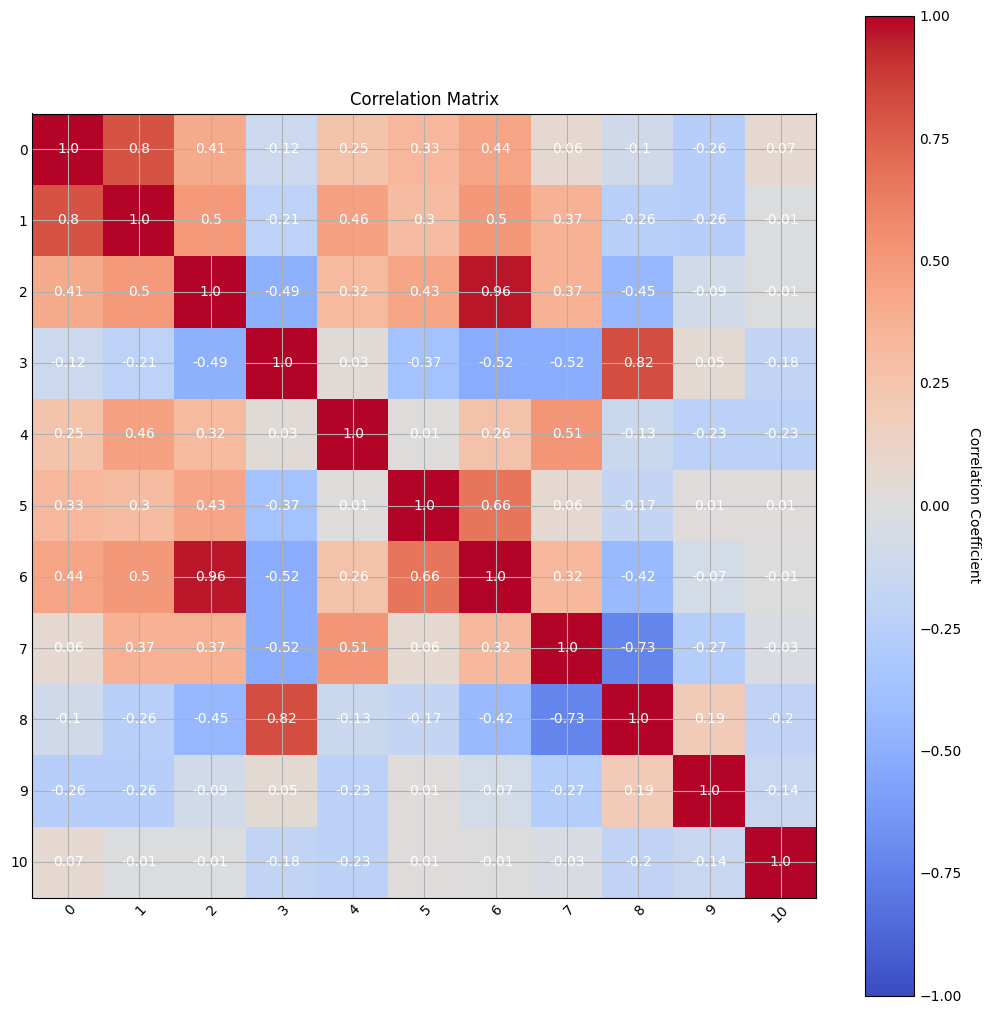 Correlation Matrix
0 1.0 0.8 0.41 -0.12 0.25 0.33 0.44 0.06 -0.1 -0.26 0.07
1 0.8 1.0 0.5 -0.21 0.46 0.3 0.5 0.37 -0.26 -0.26 -0.01
2 0.41 0.5 1.0 -0.49 0.32 0.43 0.96 0.37 -0.45 -0.09 -0.01
3 -0.12 -0.21 -0.49 1.0 0.03 -0.37 -0.52 -0.52 0.82 0.05 -0.18
4 0.25 0.46 0.32 0.03 1.0 0.01 0.26 0.51 -0.13 -0.23 -0.23
5 0.33 0.3 0.43 -0.37 0.01 1.0 0.66 0.06 -0.17 0.01 0.01
6 0.44 0.5 0.96 -0.52 0.26 0.66 1.0 0.32 -0.42 -0.07 -0.01
7 0.06 0.37 0.37 -0.52 0.51 0.06 0.32 1.0 -0.73 -0.27 -0.03
8 -0.1 -0.26 -0.45 0.82 -0.13 -0.17 -0.42 -0.73 1.0 0.19 -0.2
9 -0.26 -0.26 -0.09 0.05 -0.23 0.01 -0.07 -0.27 0.19 1.0 -0.14
10 0.07 -0.01 -0.01 -0.18 -0.23 0.01 -0.01 -0.03 -0.2 -0.14 1.0
0 1 2 3 4 5 6 7 8 9 10
1.00
0.75
0.50
0.25
0.00
−0.25
−0.50
−0.75
−1.00
Correlation Coefficient